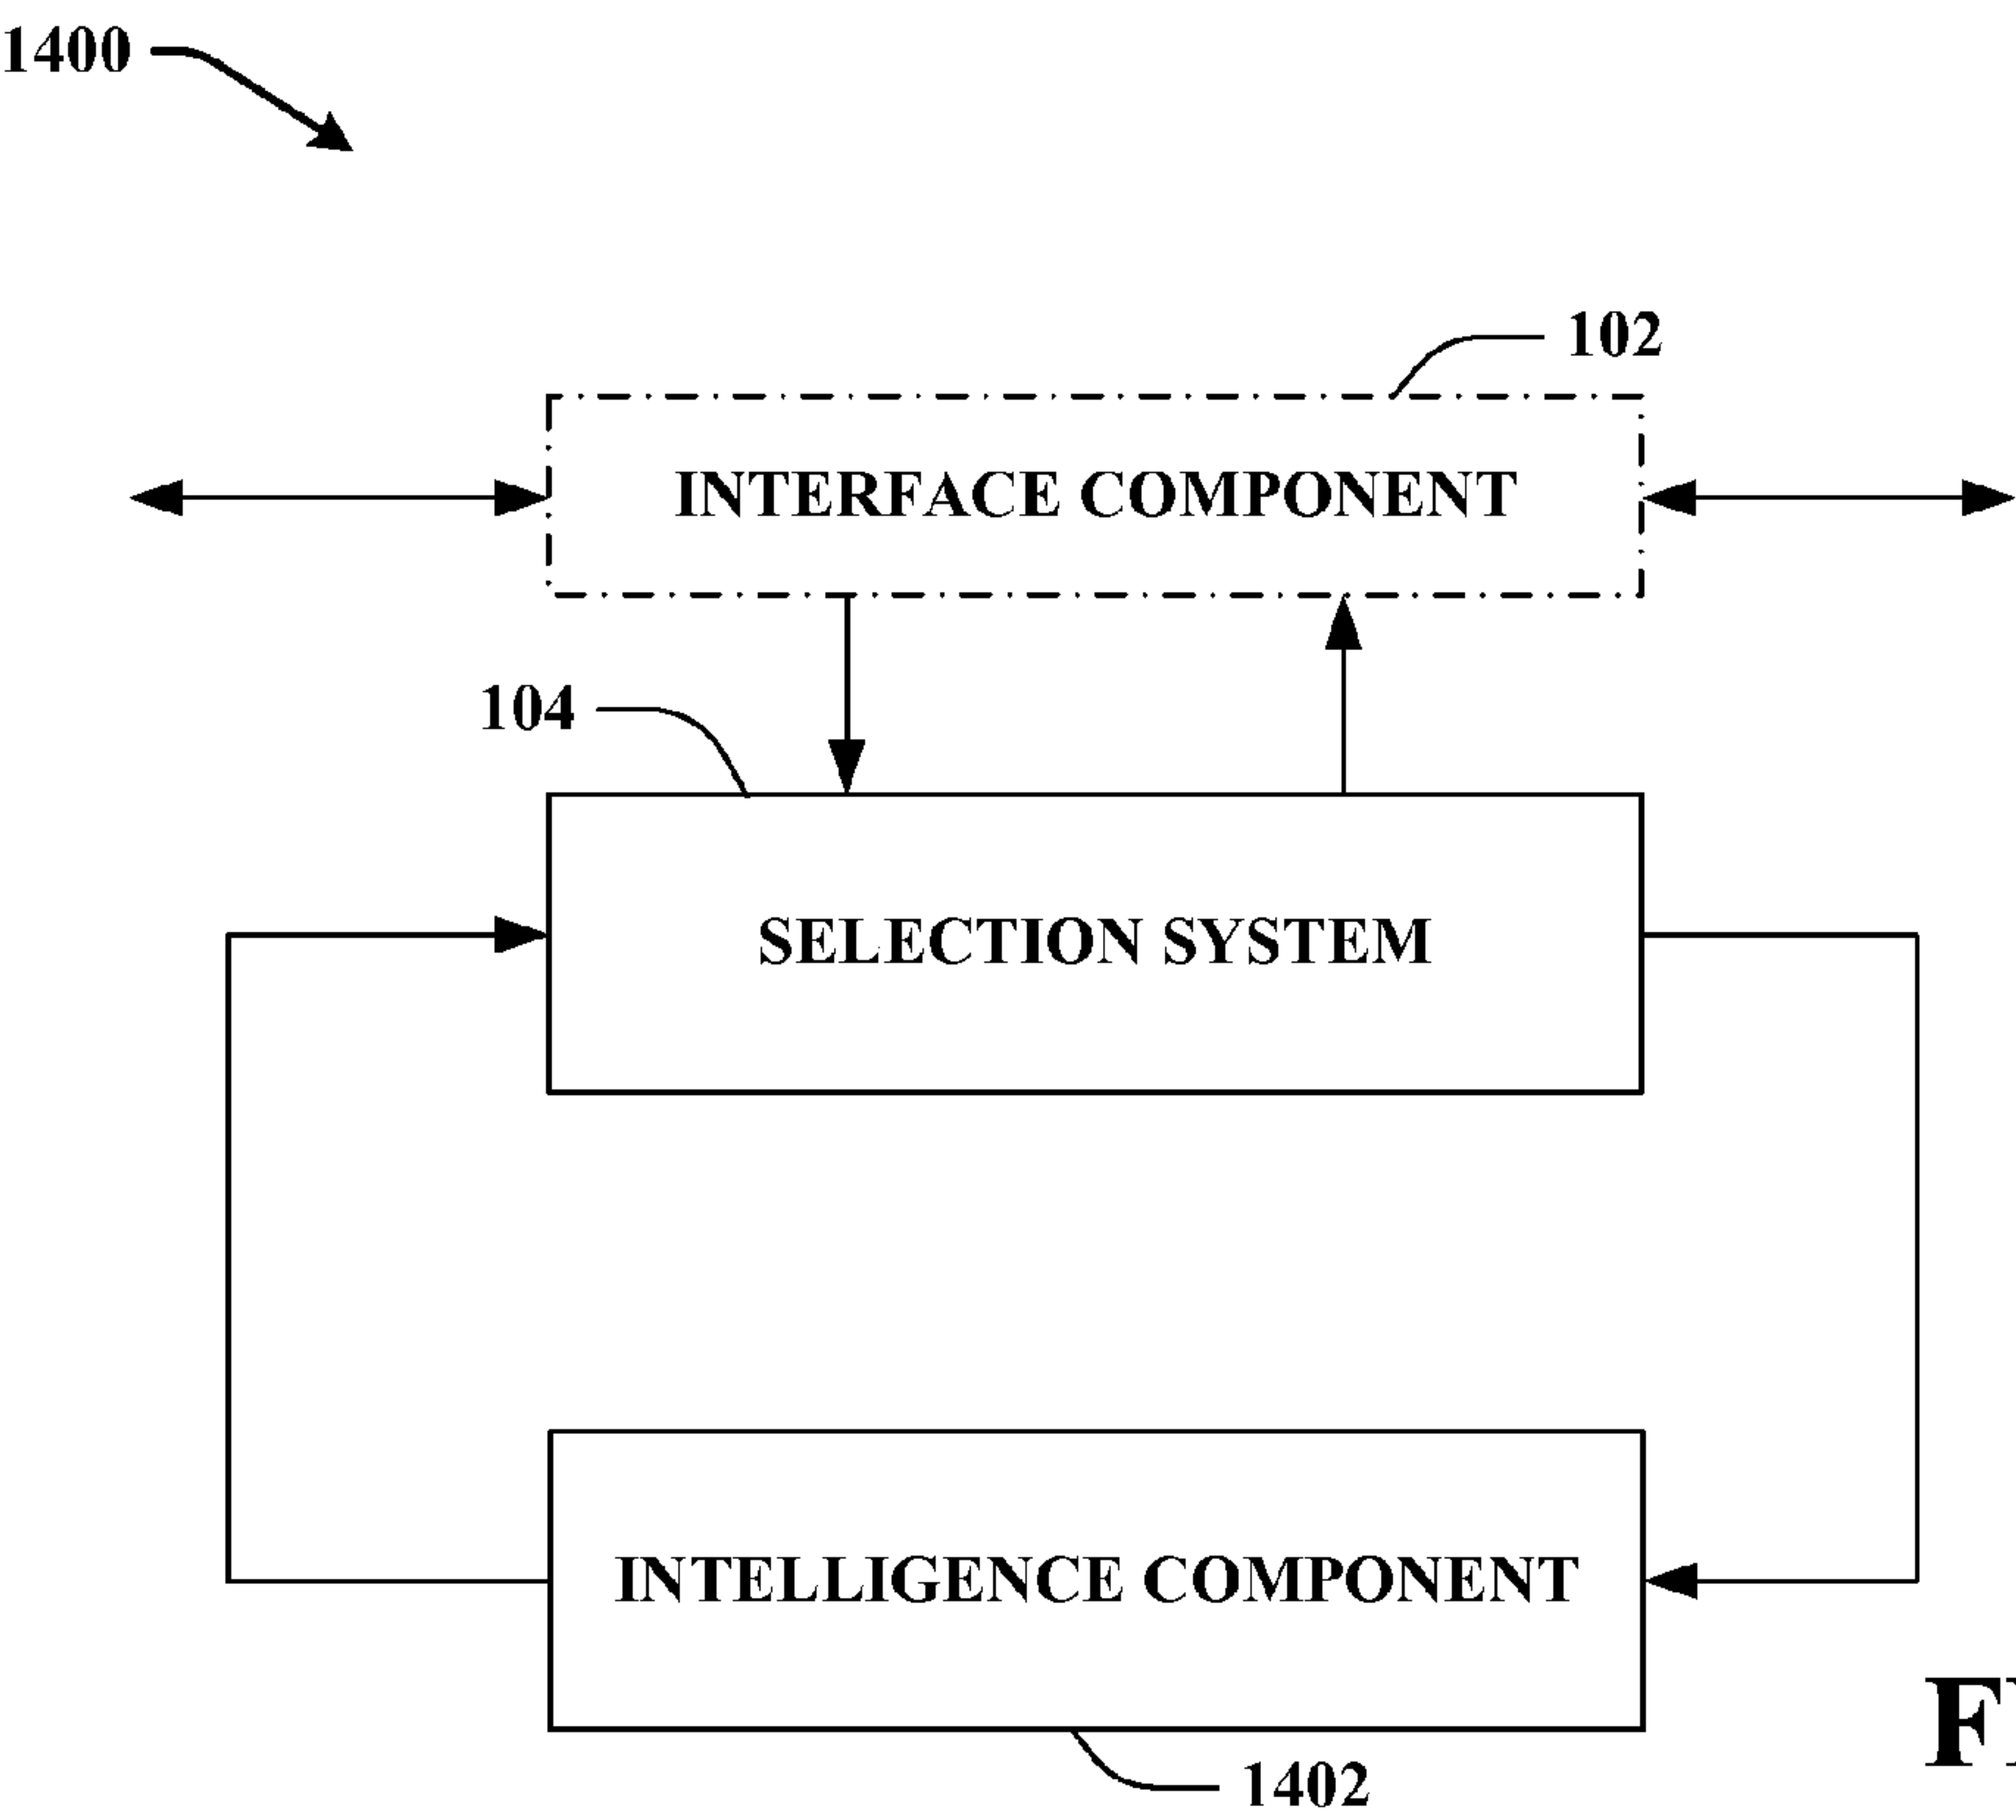 1400
102
INTERFACE COMPONENT
104
SELECTION SYSTEM
INTELLIGENCE COMPONENT
1402